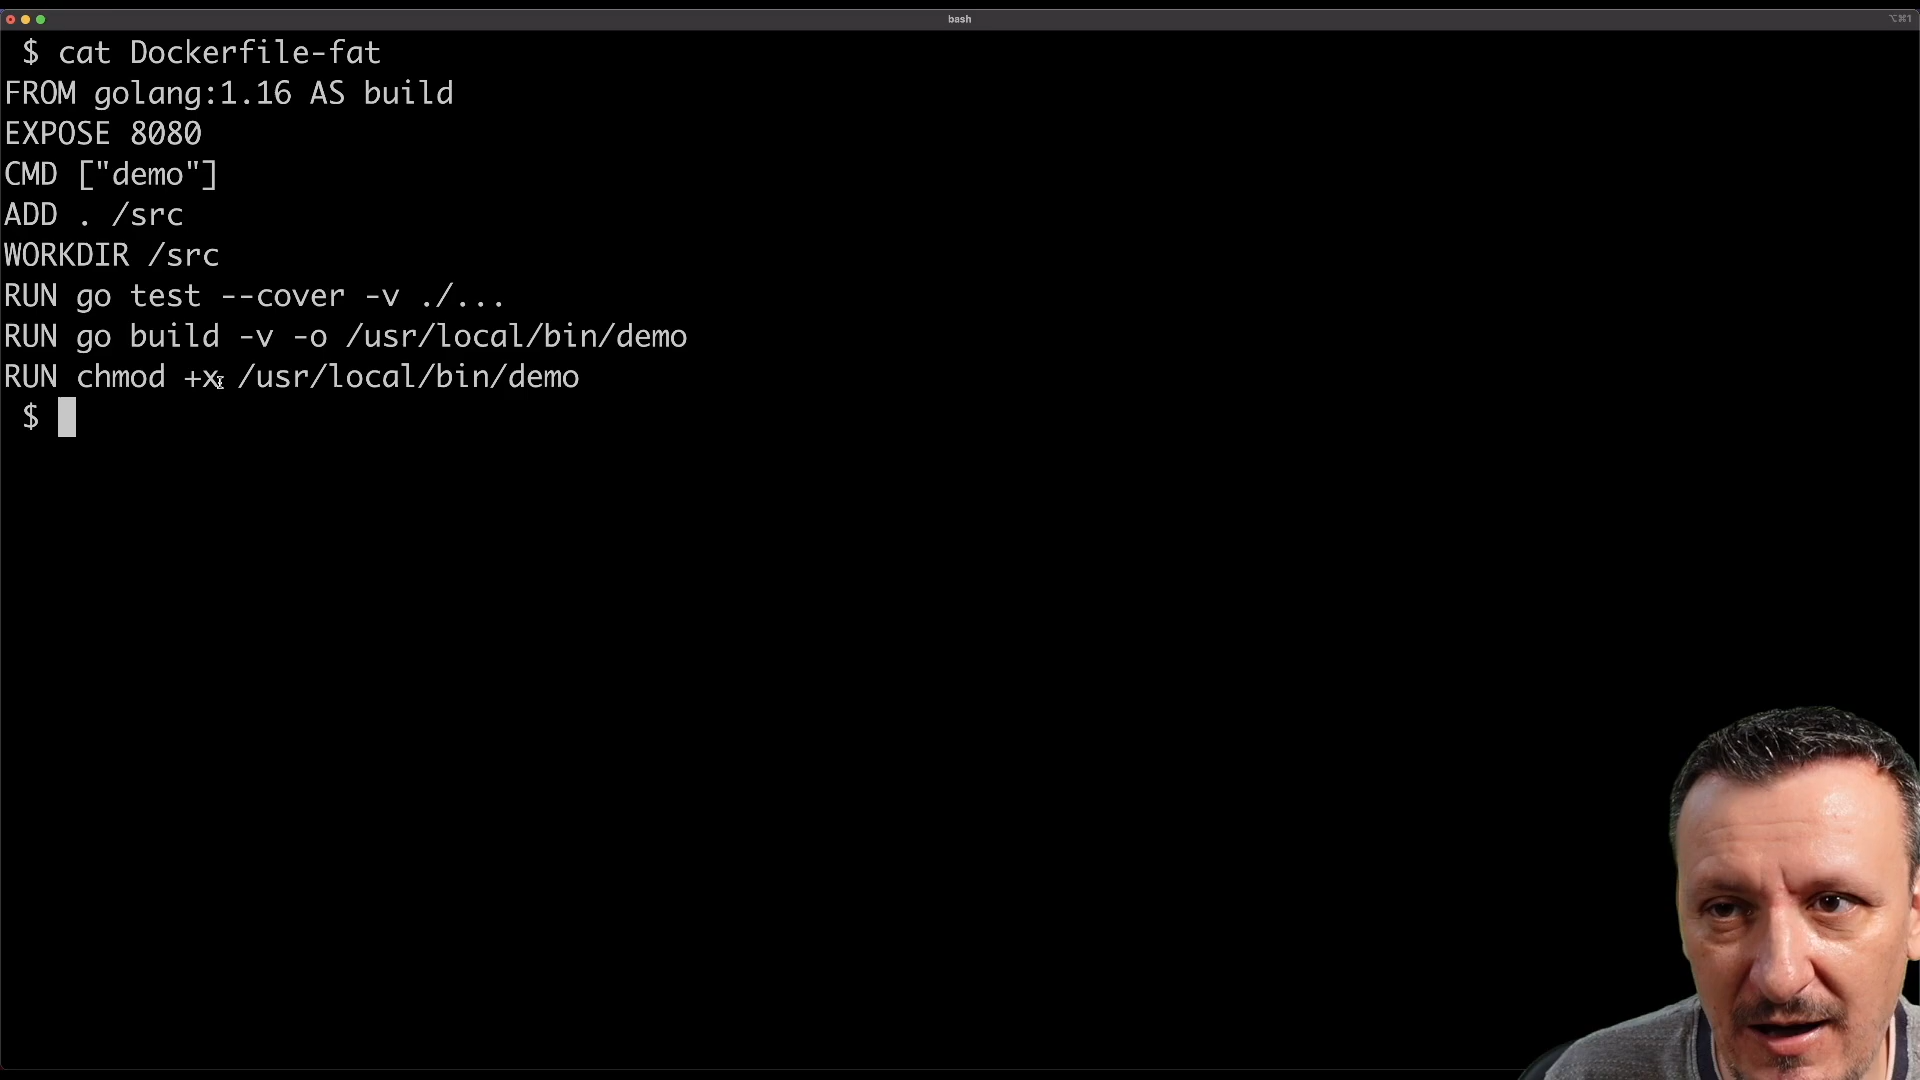 bash
⌥⌘1
$ cat Dockerfile-fat
FROM golang:1.16 AS build
EXPOSE 8080
CMD ["demo"]
ADD . /src
WORKDIR /src
RUN go test --cover -v ./...
RUN go build -v -o /usr/local/bin/demo
RUN chmod +x /usr/local/bin/demo
$